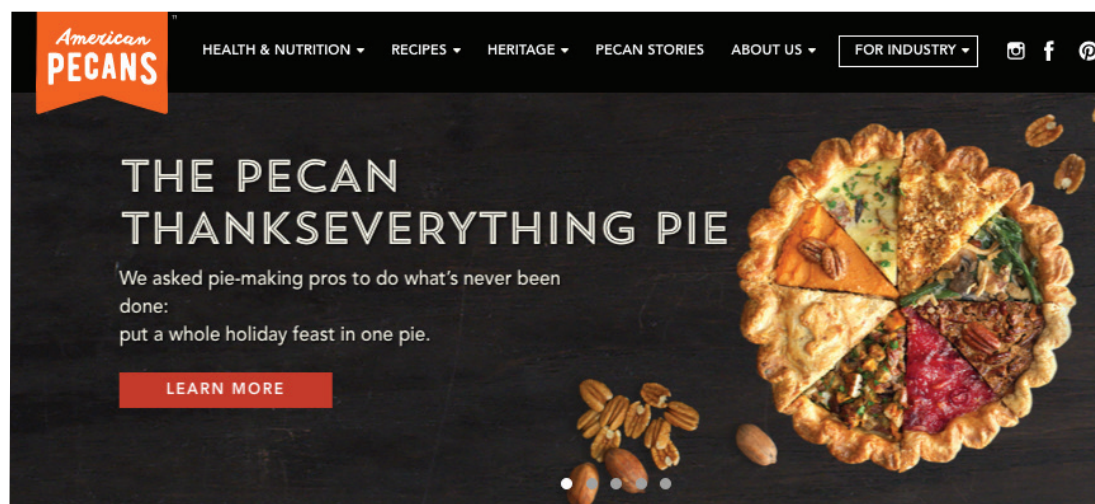 American
PECANS
TM
HEALTH & NUTRITION
RECIPES
HERITAGE
PECAN STORIES
ABOUT US
FOR INDUSTRY
THE PECAN
THANKSEVERYTHING PIE
We asked pie-making pros to do what's never been
done:
put a whole holiday feast in one pie.
LEARN MORE